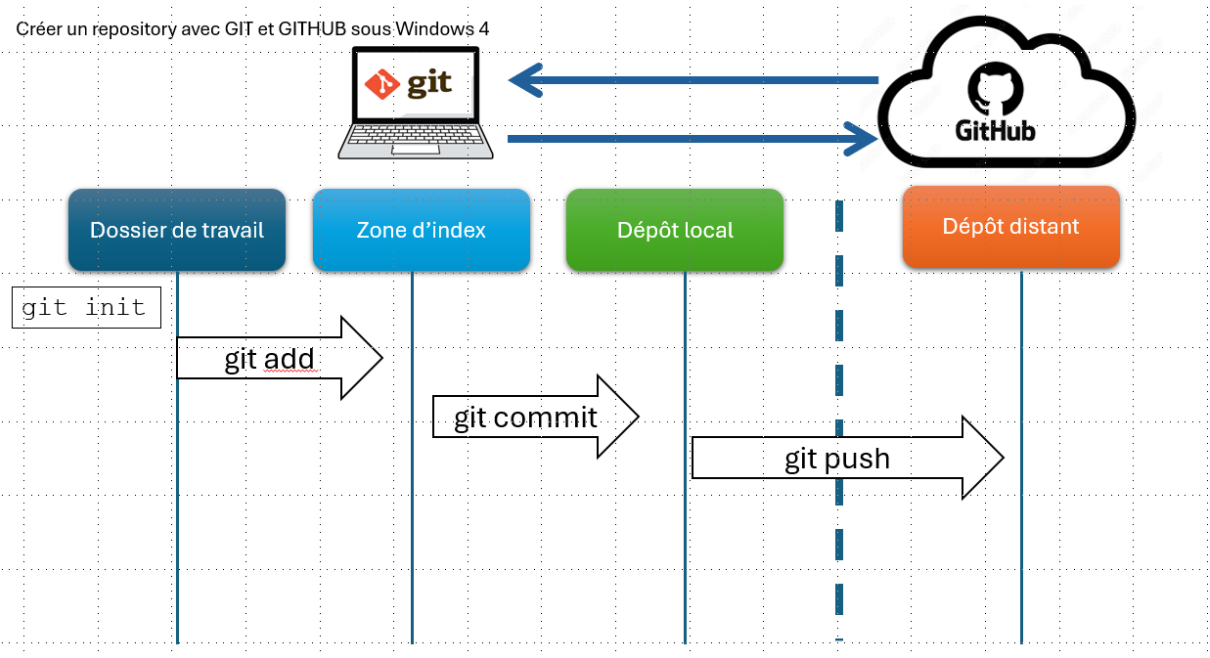 Créer un repository avec GIT et GITHUB sous Windows 4
git
GitHub
Dossier de travail
Zone d’index
Dépôt local
Dépôt distant
git init
git add
git commit
git push